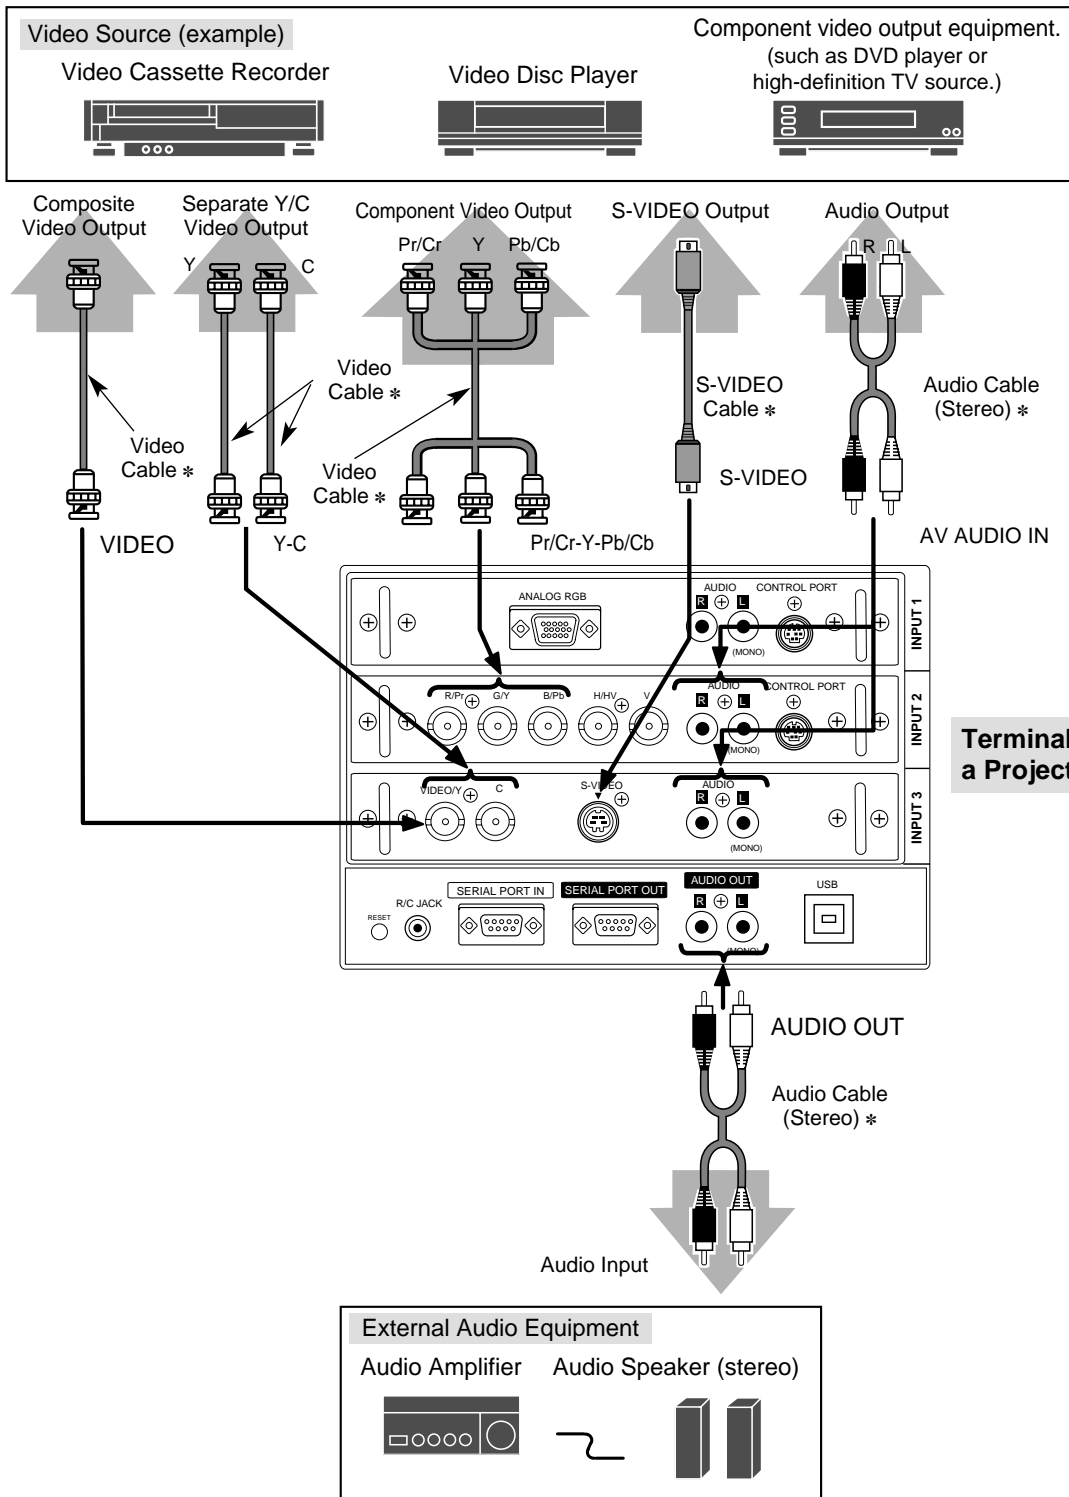 Video Source (example)
Video Cassette Recorder
Video Disc Player
Component video output equipment.
(such as DVD player or
high-definition TV source.)
Composite
Video Output
Separate Y/C
Video Output
Y
C
Component Video Output
Pr/Cr
Y
Pb/Cb
S-VIDEO Output
Audio Output
R
L
Video
Cable *
Video
Cable *
Video
Cable *
S-VIDEO
Cable *
Audio Cable
(Stereo) *
VIDEO
Y-C
Pr/Cr-Y-Pb/Cb
S-VIDEO
AV AUDIO IN
ANALOG RGB
AUDIO
R
L
(MONO)
CONTROL PORT
INPUT 1
R/Pr
G/Y
B/Pb
H/HV
V
AUDIO
R
L
(MONO)
CONTROL PORT
INPUT 2
Terminal
a Project
VIDEO/Y
C
S-VIDEO
AUDIO
R
L
(MONO)
INPUT 3
RESET
R/C JACK
SERIAL PORT IN
SERIAL PORT OUT
AUDIO OUT
R
L
(MONO)
USB
AUDIO OUT
Audio Cable
(Stereo) *
Audio Input
External Audio Equipment
Audio Amplifier
Audio Speaker (stereo)